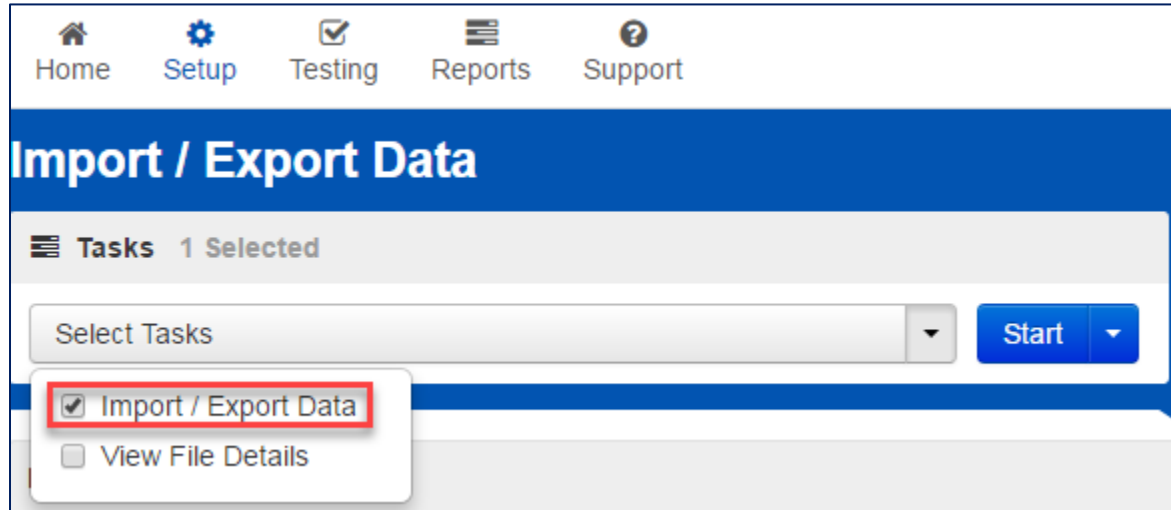 Home Setup Testing Reports Support
Import / Export Data
Tasks 1 Selected
Select Tasks Start
Import / Export Data
View File Details